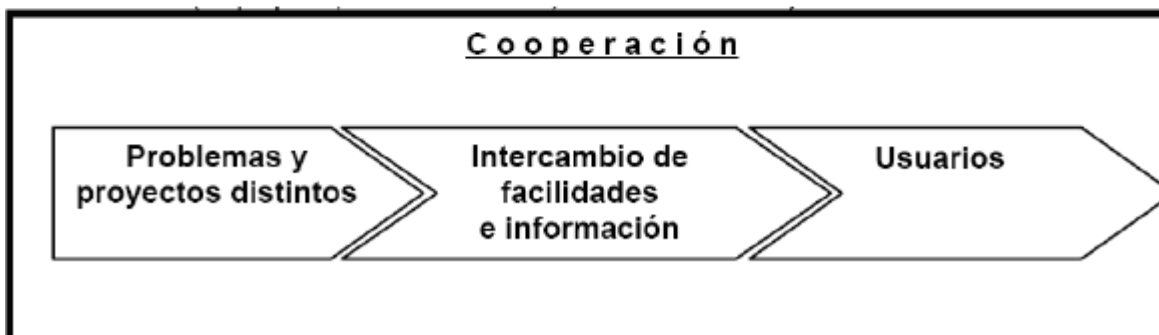 Cooperación
Problemas y
proyectos distintos
Intercambio de
facilidades
e información
Usuarios